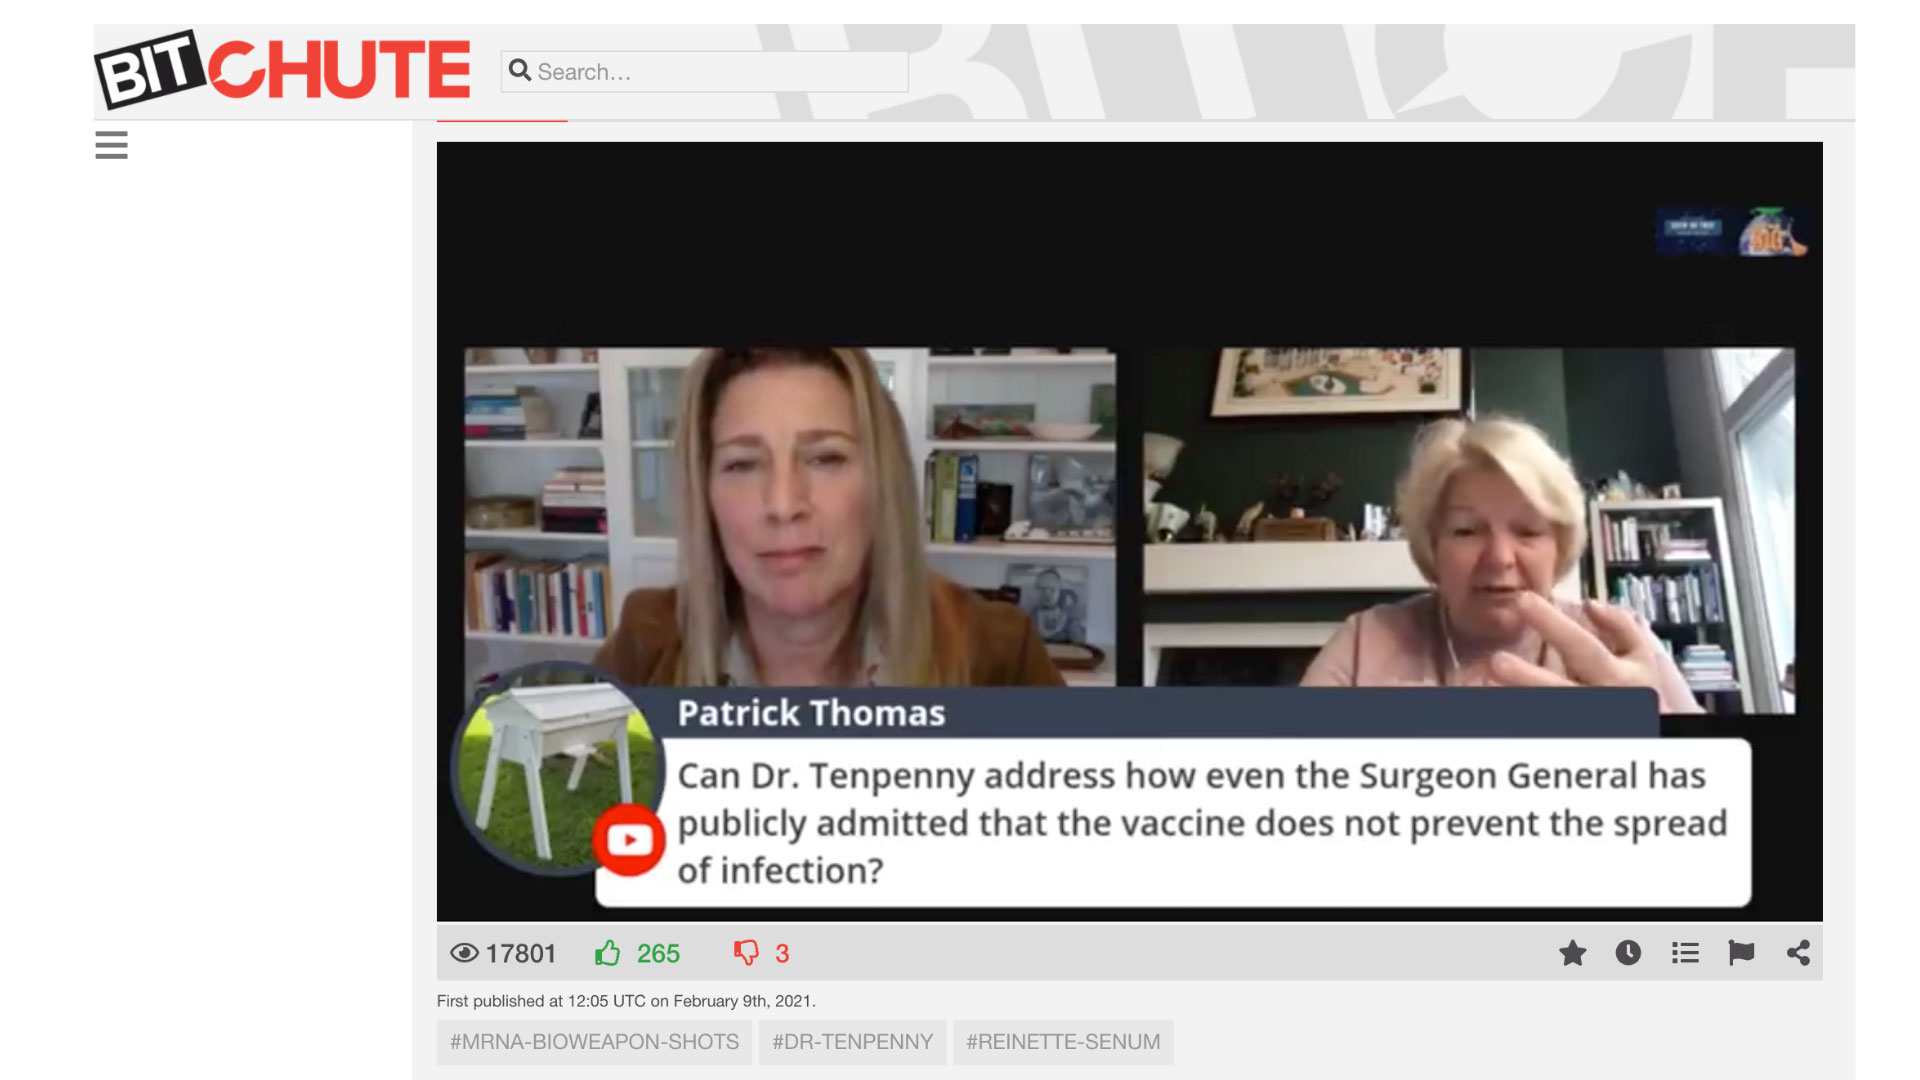 BITCHUTE
Search...
BITCHUTE
Patrick Thomas
Can Dr. Tenpenny address how even the Surgeon General has
publicly admitted that the vaccine does not prevent the spread
of infection?
17801
265
3
First published at 12:05 UTC on February 9th, 2021.
#MRNA-BIOWEAPON-SHOTS
#DR-TENPENNY
#REINETTE-SENUM